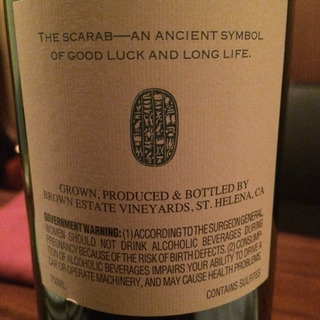 THE SCARAB—AN ANCIENT SYMBOL
OF GOOD LUCK AND LONG LIFE.
GROWN, PRODUCED & BOTTLED BY
BROWN ESTATE VINEYARDS, ST. HELENA, CA
GOVERNMENT WARNING: (1) ACCORDING TO THE SURGEON GENERAL,
WOMEN SHOULD NOT DRINK ALCOHOLIC BEVERAGES DURING
PREGNANCY BECAUSE OF THE RISK OF BIRTH DEFECTS. (2) CONSUMP-
TION OF ALCOHOLIC BEVERAGES IMPAIRS YOUR ABILITY TO DRIVE A
CAR OR OPERATE MACHINERY, AND MAY CAUSE HEALTH PROBLEMS.
750ML CONTAINS SULFITES